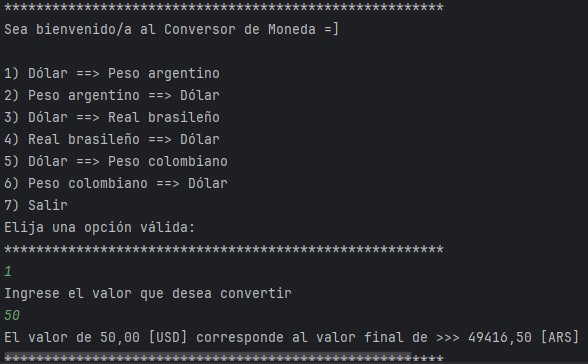 *******************************************************
Sea bienvenido/a al Conversor de Moneda =]
1) Dólar ==> Peso argentino
2) Peso argentino ==> Dólar
3) Dólar ==> Real brasileño
4) Real brasileño ==> Dólar
5) Dólar ==> Peso colombiano
6) Peso colombiano ==> Dólar
7) Salir
Elija una opción válida:
*******************************************************
1
Ingrese el valor que desea convertir
50
El valor de 50,00 [USD] corresponde al valor final de >>> 49416,50 [ARS]
*******************************************************